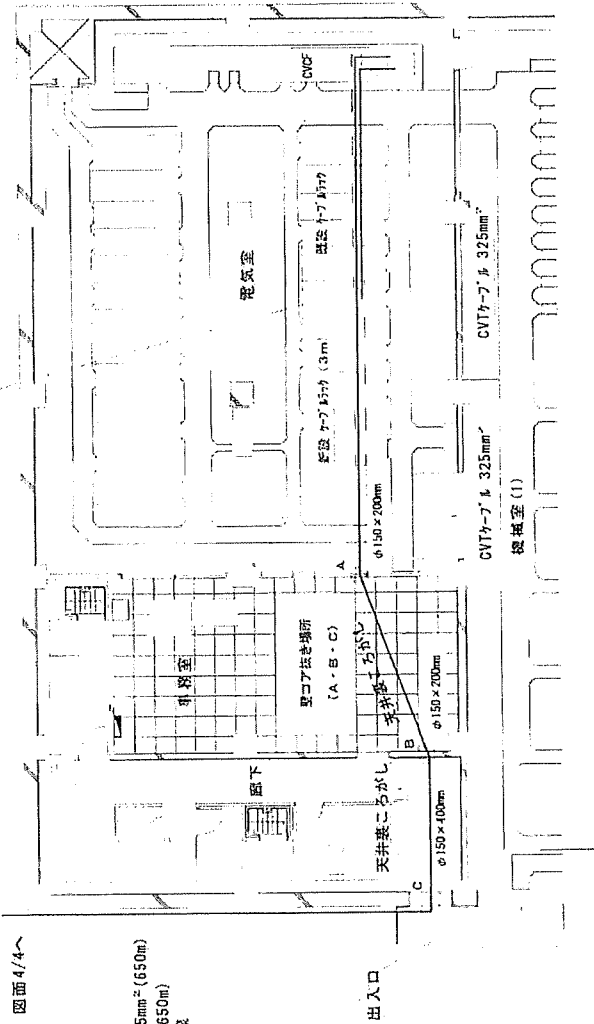 図面4/4へ
5mm² (650m)
650m)
出入口
CVCF
電気室
既設 ケーブルラック
新設 ケーブルラック (3m)
φ150×200mm
A
事務室
壁コア抜き場所
(A・B・C)
天井裏ころがし
φ150×200mm
B
廊下
天井裏ころがし
φ150×400mm
C
CVTケーブル 325mm²
CVTケーブル 325mm²
機械室(1)